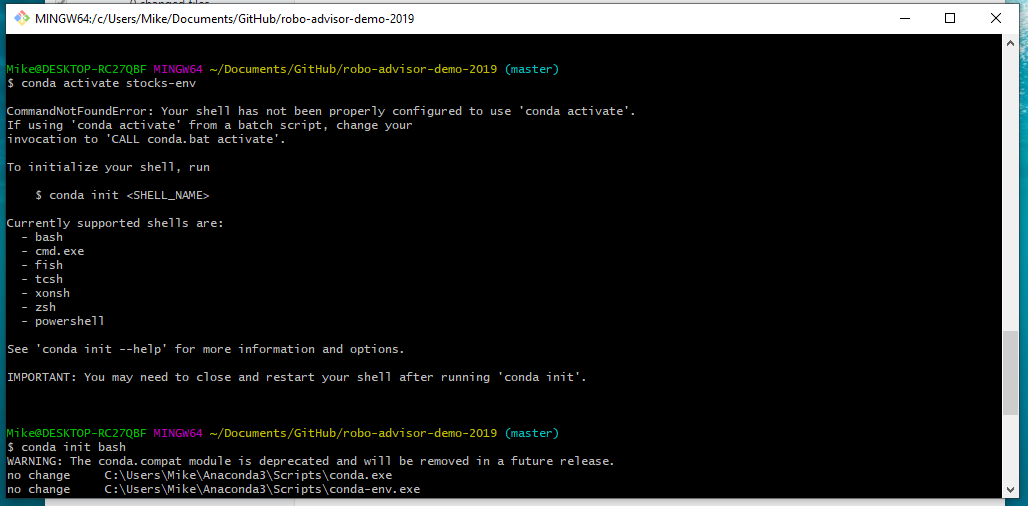 MINGW64:/c/Users/Mike/Documents/GitHub/robo-advisor-demo-2019
Mike@DESKTOP-RC27QBF MINGW64 ~/Documents/GitHub/robo-advisor-demo-2019 (master)
$ conda activate stocks-env
CommandNotFoundError: Your shell has not been properly configured to use 'conda activate'.
If using 'conda activate' from a batch script, change your
invocation to 'CALL conda.bat activate'.
To initialize your shell, run
$ conda init <SHELL_NAME>
Currently supported shells are:
- bash
- cmd.exe
- fish
- tcsh
- xonsh
- zsh
- powershell
See 'conda init --help' for more information and options.
IMPORTANT: You may need to close and restart your shell after running 'conda init'.
Mike@DESKTOP-RC27QBF MINGW64 ~/Documents/GitHub/robo-advisor-demo-2019 (master)
$ conda init bash
WARNING: The conda.compat module is deprecated and will be removed in a future release.
no change     C:\Users\Mike\Anaconda3\Scripts\conda.exe
no change     C:\Users\Mike\Anaconda3\Scripts\conda-env.exe